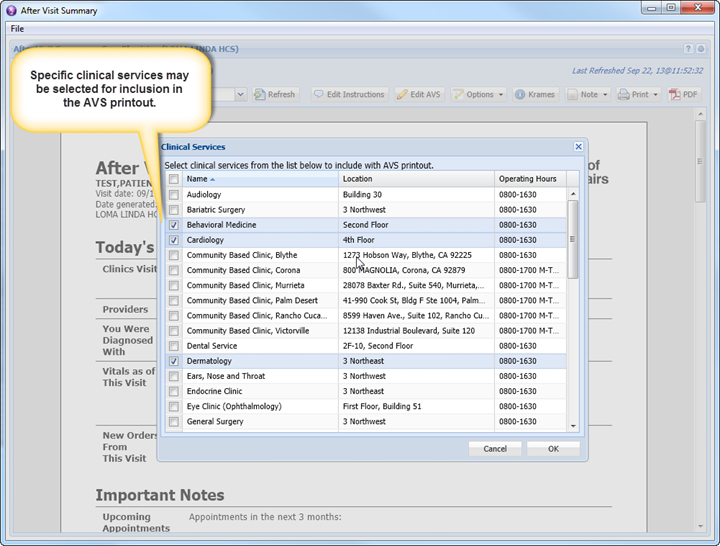 After Visit Summary
File
LOMA LINDA HCS)
Last Refreshed Sep 22, 13@11:52:32
Specific clinical services may
be selected for inclusion in
the AVS printout.
Refresh Edit Instructions Edit AVS Options Krames Note Print PDF
Clinical Services
Select clinical services from the list below to include with AVS printout.
Name Location Operating Hours
Audiology Building 30 0800-1630
Bariatric Surgery 3 Northwest 0800-1630
Behavioral Medicine Second Floor 0800-1630
Cardiology 4th Floor 0800-1630
Community Based Clinic, Blythe 1273 Hobson Way, Blythe, CA 92225 0800-1630
Community Based Clinic, Corona 800 MAGNOLIA, Corona, CA 92879 0800-1700 M-T...
Community Based Clinic, Murrieta 28078 Baxter Rd., Suite 540, Murrieta,... 0800-1700 M-T...
Community Based Clinic, Palm Desert 41-990 Cook St, Bldg F Ste 1004, Palm... 0800-1700 M-T...
Community Based Clinic, Rancho Cuca... 8599 Haven Ave., Suite 102, Rancho Cu... 0800-1700 M-T...
Community Based Clinic, Victorville 12138 Industrial Boulevard, Suite 120 0800-1700 M-T...
Dental Service 2F-10, Second Floor 0800-1630
Dermatology 3 Northeast 0800-1630
Ears, Nose and Throat 3 Northwest 0800-1630
Endocrine Clinic 3 Northeast 0800-1630
Eye Clinic (Ophthalmology) First Floor, Building 51 0800-1630
General Surgery 3 Northwest 0800-1630
Cancel OK
After V
of
airs
TEST,PATIEN
Visit date: 09/1
Date generated:
LOMA LINDA HC
Today's
Clinics Visit
Providers
You Were
Diagnosed
With
Vitals as of
This Visit
New Orders
From
This Visit
Important Notes
Upcoming Appointments in the next 3 months:
Appointments